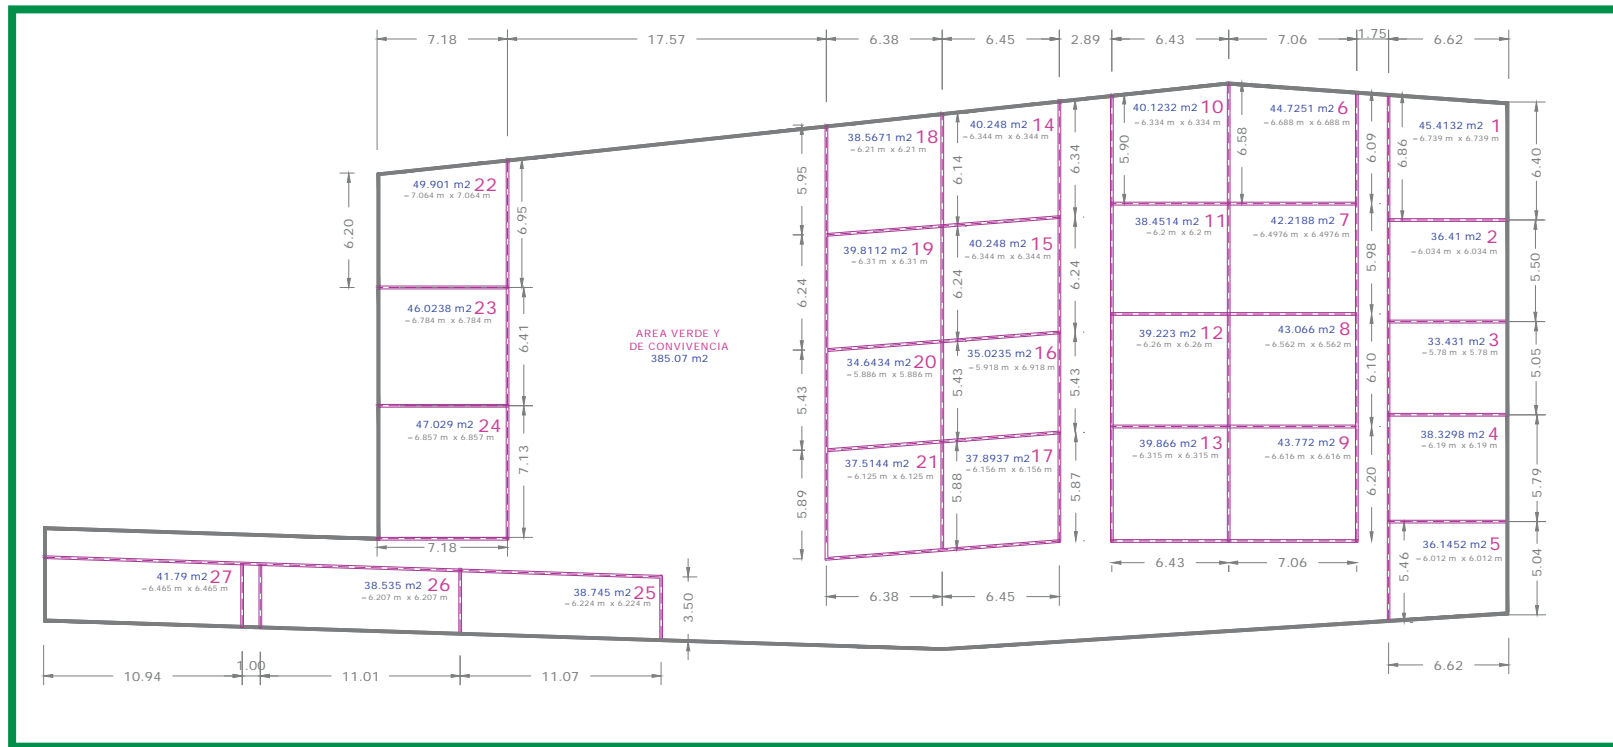 7.18
17.57
6.38
6.45
2.89
6.43
7.06
1.75
6.62
49.901 m2 22
~7.064 m x 7.064 m
6.20
6.95
46.0238 m2 23
~6.784 m x 6.784 m
6.41
47.029 m2 24
~6.857 m x 6.857 m
7.13
7.18
AREA VERDE Y
DE CONVIVENCIA
385.07 m2
38.5671 m2 18
~6.21 m x 6.21 m
5.95
39.8112 m2 19
~6.31 m x 6.31 m
6.24
34.6434 m2 20
~5.886 m x 5.886 m
5.43
37.5144 m2 21
~6.125 m x 6.125 m
5.89
40.248 m2 14
~6.344 m x 6.344 m
6.14
6.34
40.248 m2 15
~6.344 m x 6.344 m
6.24
6.24
35.0235 m2 16
~5.918 m x 6.918 m
5.43
5.43
37.8937 m2 17
~6.156 m x 6.156 m
5.88
5.87
6.38
6.45
40.1232 m2 10
~6.334 m x 6.334 m
5.90
38.4514 m2 11
~6.2 m x 6.2 m
39.223 m2 12
~6.26 m x 6.26 m
39.866 m2 13
~6.315 m x 6.315 m
44.7251 m2 6
~6.688 m x 6.688 m
6.58
6.09
42.2188 m2 7
~6.4976 m x 6.4976 m
5.98
43.066 m2 8
~6.562 m x 6.562 m
6.10
43.772 m2 9
~6.616 m x 6.616 m
6.20
6.43
7.06
45.4132 m2 1
~6.739 m x 6.739 m
6.86
6.40
36.41 m2 2
~6.034 m x 6.034 m
5.50
33.431 m2 3
~5.78 m x 5.78 m
5.05
38.3298 m2 4
~6.19 m x 6.19 m
5.79
36.1452 m2 5
~6.012 m x 6.012 m
5.46
5.04
6.62
41.79 m2 27
~6.465 m x 6.465 m
38.535 m2 26
~6.207 m x 6.207 m
38.745 m2 25
~6.224 m x 6.224 m
3.50
10.94
1.00
11.01
11.07